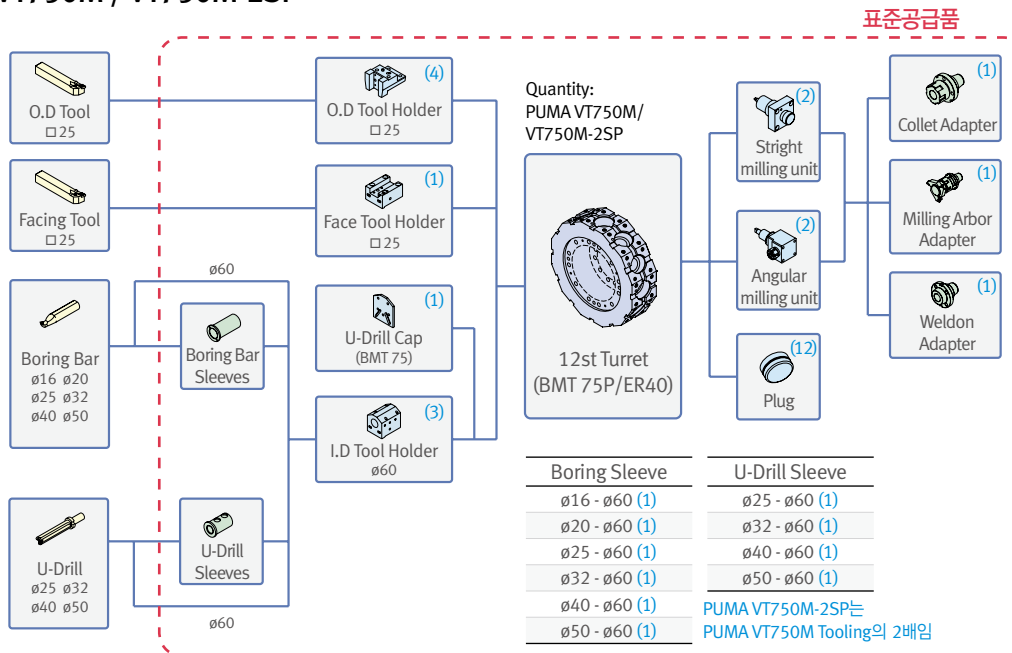 VT750M / VT750M-2SP
표준공급품
O.D Tool
□ 25
Facing Tool
□ 25
Boring Bar
ø16 ø20
ø25 ø32
ø40 ø50
U-Drill
ø25 ø32
ø40 ø50
ø60
Boring Bar
Sleeves
U-Drill
Sleeves
ø60
(4)
O.D Tool Holder
□ 25
(1)
Face Tool Holder
□ 25
(1)
U-Drill Cap
(BMT 75)
(3)
I.D Tool Holder
ø60
Quantity:
PUMA VT750M/
VT750M-2SP
12st Turret
(BMT 75P/ER40)
(2)
Stright
milling unit
(2)
Angular
milling unit
(12)
Plug
(1)
Collet Adapter
(1)
Milling Arbor
Adapter
(1)
Weldon
Adapter
Boring Sleeve
ø16 - ø60 (1)
ø20 - ø60 (1)
ø25 - ø60 (1)
ø32 - ø60 (1)
ø40 - ø60 (1)
ø50 - ø60 (1)
U-Drill Sleeve
ø25 - ø60 (1)
ø32 - ø60 (1)
ø40 - ø60 (1)
ø50 - ø60 (1)
PUMA VT750M-2SP는
PUMA VT750M Tooling의 2배임